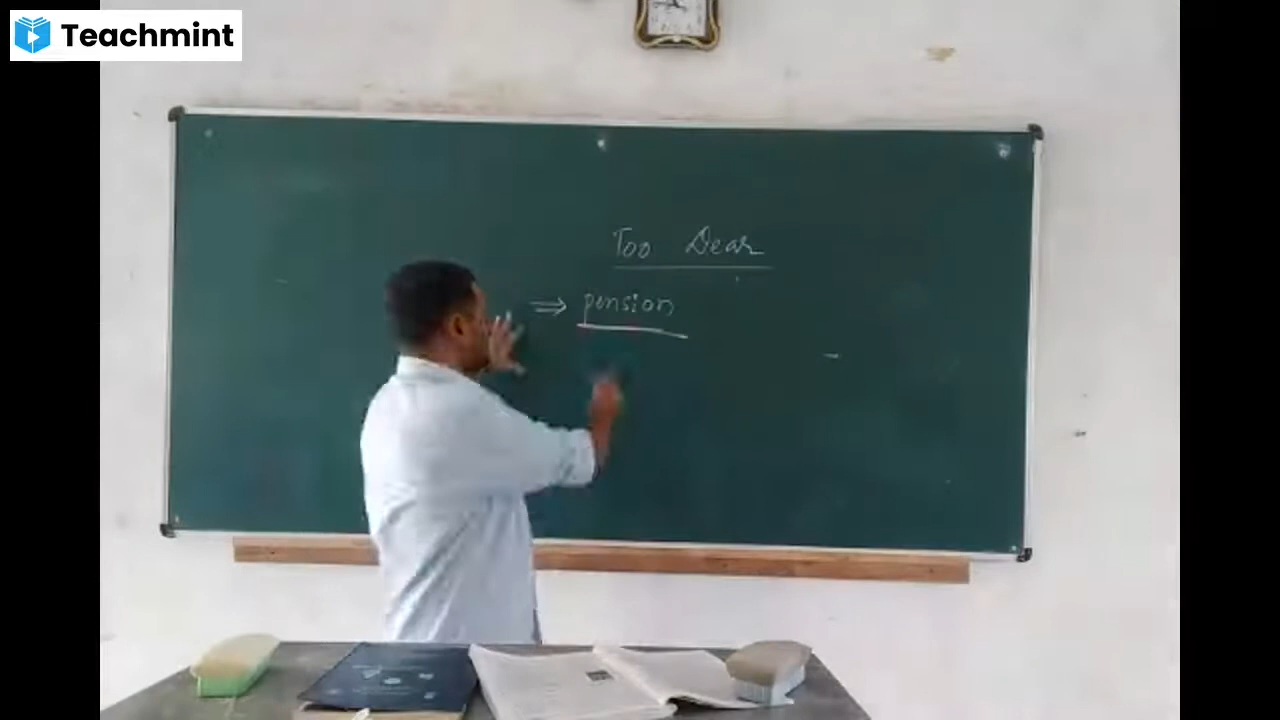 Teachmint
Too Dear
⇒ pension